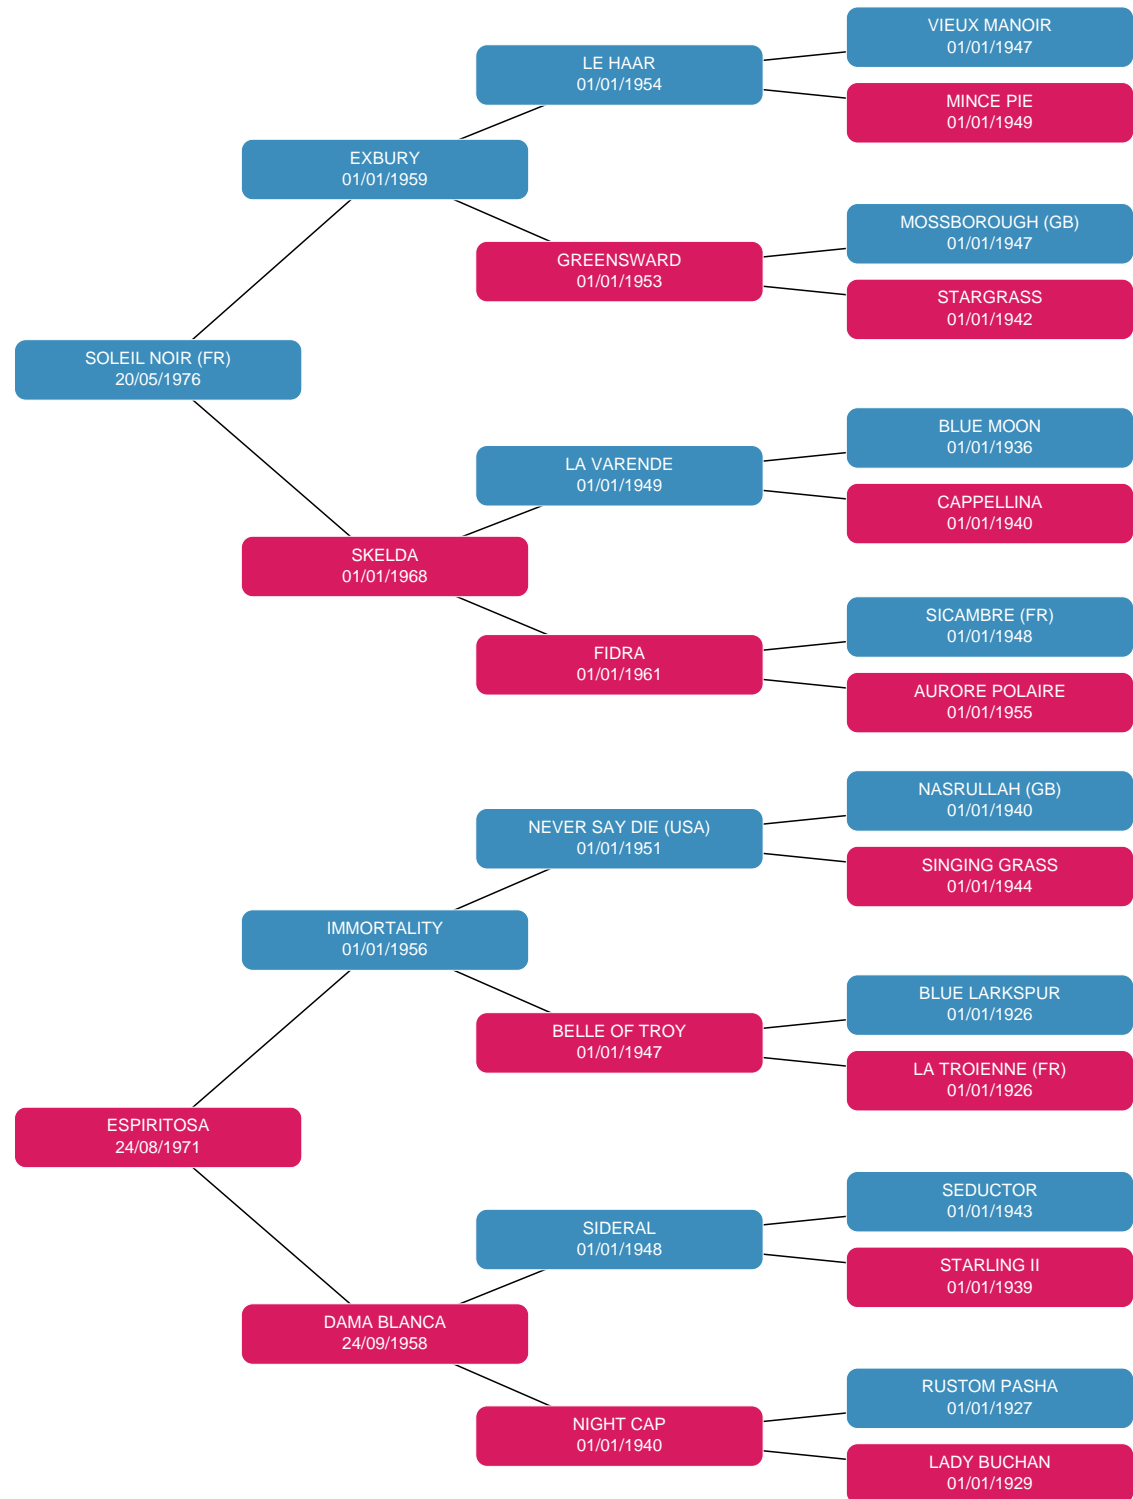 VIEUX MANOIR
01/01/1947
LE HAAR
01/01/1954
MINCE PIE
01/01/1949
EXBURY
01/01/1959
MOSSBOROUGH (GB)
01/01/1947
GREENSWARD
01/01/1953
STARGRASS
01/01/1942
SOLEIL NOIR (FR)
20/05/1976
BLUE MOON
01/01/1936
LA VARENDE
01/01/1949
CAPPELLINA
01/01/1940
SKELDA
01/01/1968
SICAMBRE (FR)
01/01/1948
FIDRA
01/01/1961
AURORE POLAIRE
01/01/1955
NASRULLAH (GB)
01/01/1940
NEVER SAY DIE (USA)
01/01/1951
SINGING GRASS
01/01/1944
IMMORTALITY
01/01/1956
BLUE LARKSPUR
01/01/1926
BELLE OF TROY
01/01/1947
LA TROIENNE (FR)
01/01/1926
ESPIRITOSA
24/08/1971
SEDUCTOR
01/01/1943
SIDERAL
01/01/1948
STARLING II
01/01/1939
DAMA BLANCA
24/09/1958
RUSTOM PASHA
01/01/1927
NIGHT CAP
01/01/1940
LADY BUCHAN
01/01/1929